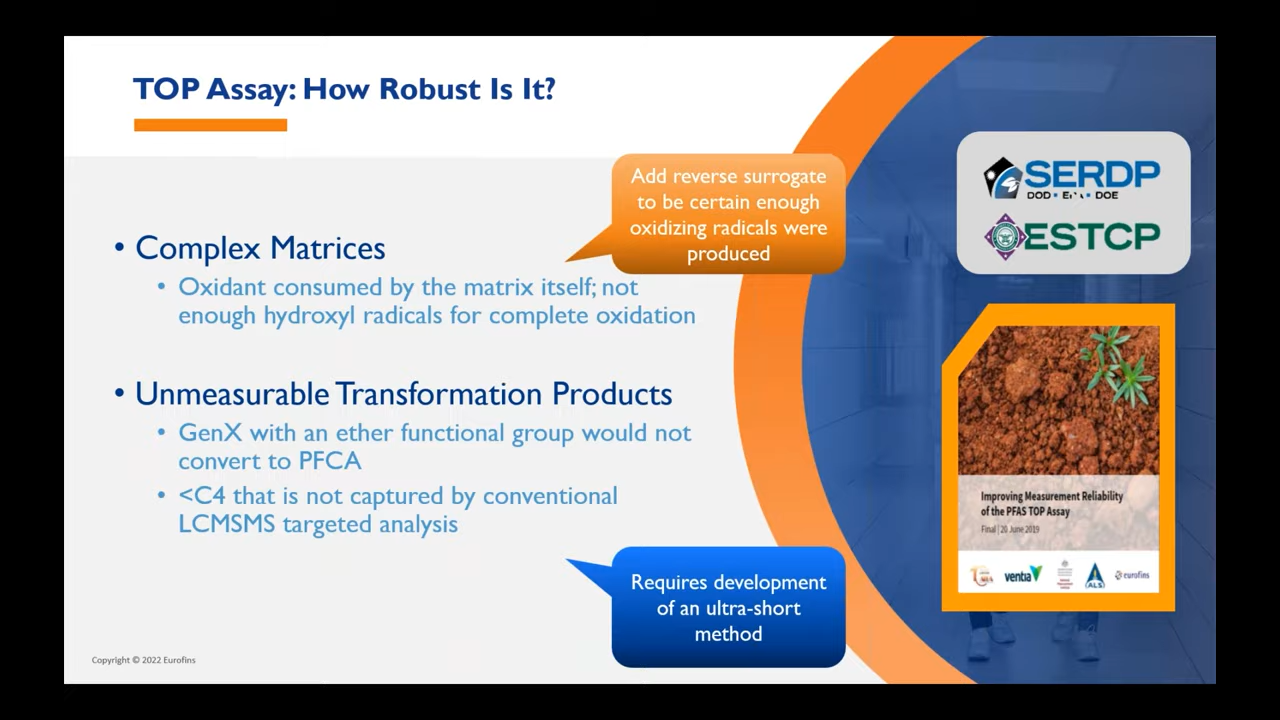 TOP Assay: How Robust Is It?
Add reverse surrogate
to be certain enough
oxidizing radicals were
produced
SERDP
DOD • EPA • DOE
ESTCP
• Complex Matrices
• Oxidant consumed by the matrix itself; not
enough hydroxyl radicals for complete oxidation
• Unmeasurable Transformation Products
• GenX with an ether functional group would not
convert to PFCA
• <C4 that is not captured by conventional
LCMSMS targeted analysis
Improving Measurement Reliability
of the PFAS TOP Assay
Final | 20 June 2019
ventia
ALS
eurofins
Requires development
of an ultra-short
method
Copyright © 2022 Eurofins